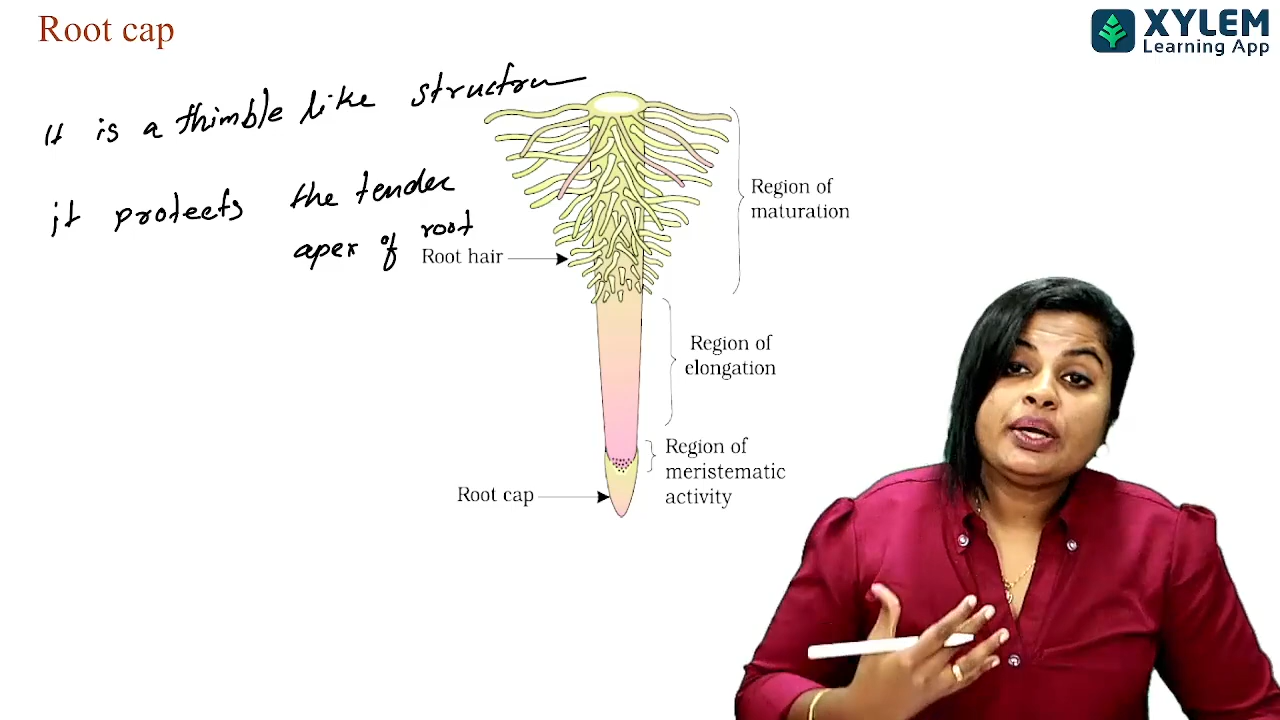 Root cap
XYLEM
Learning App
It is a thimble like
it protects the tender
apex of root
Root hair
Region of
maturation
Region of
elongation
Region of
meristematic
activity
Root cap